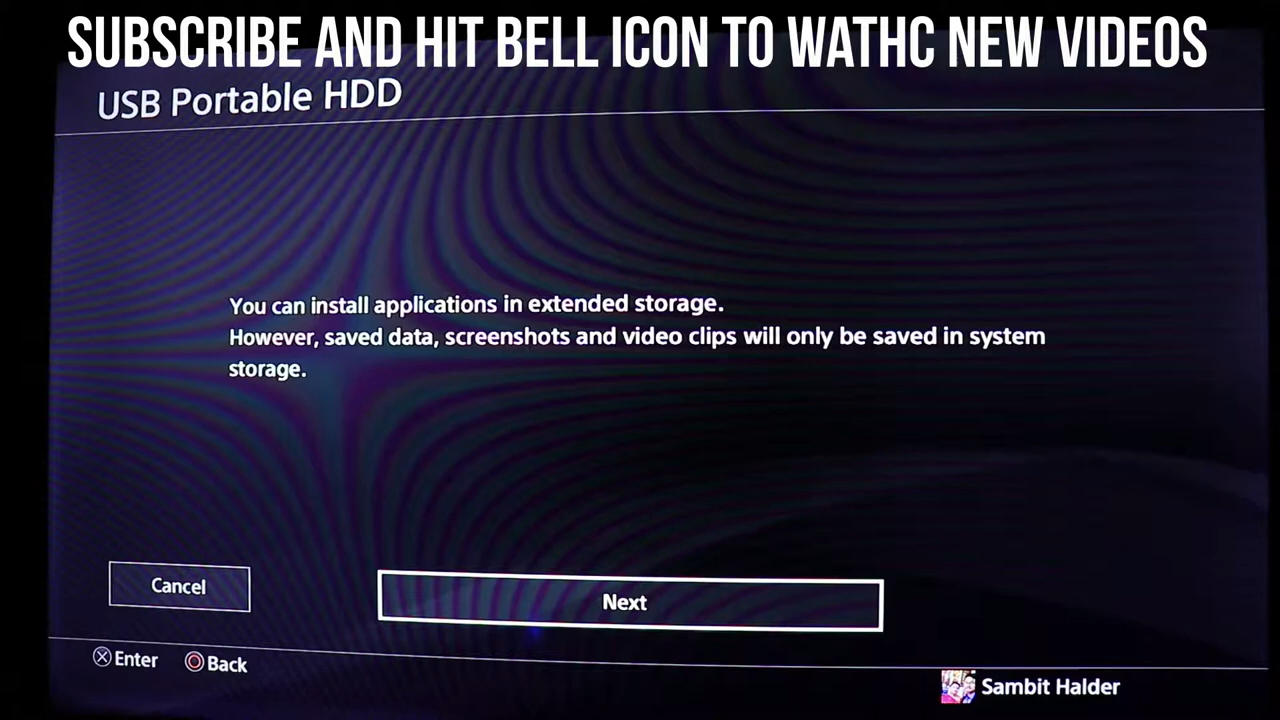 SUBSCRIBE AND HIT BELL ICON TO WATHC NEW VIDEOS
USB Portable HDD
You can install applications in extended storage.
However, saved data, screenshots and video clips will only be saved in system
storage.
Cancel
Next
Enter
Back
Sambit Halder